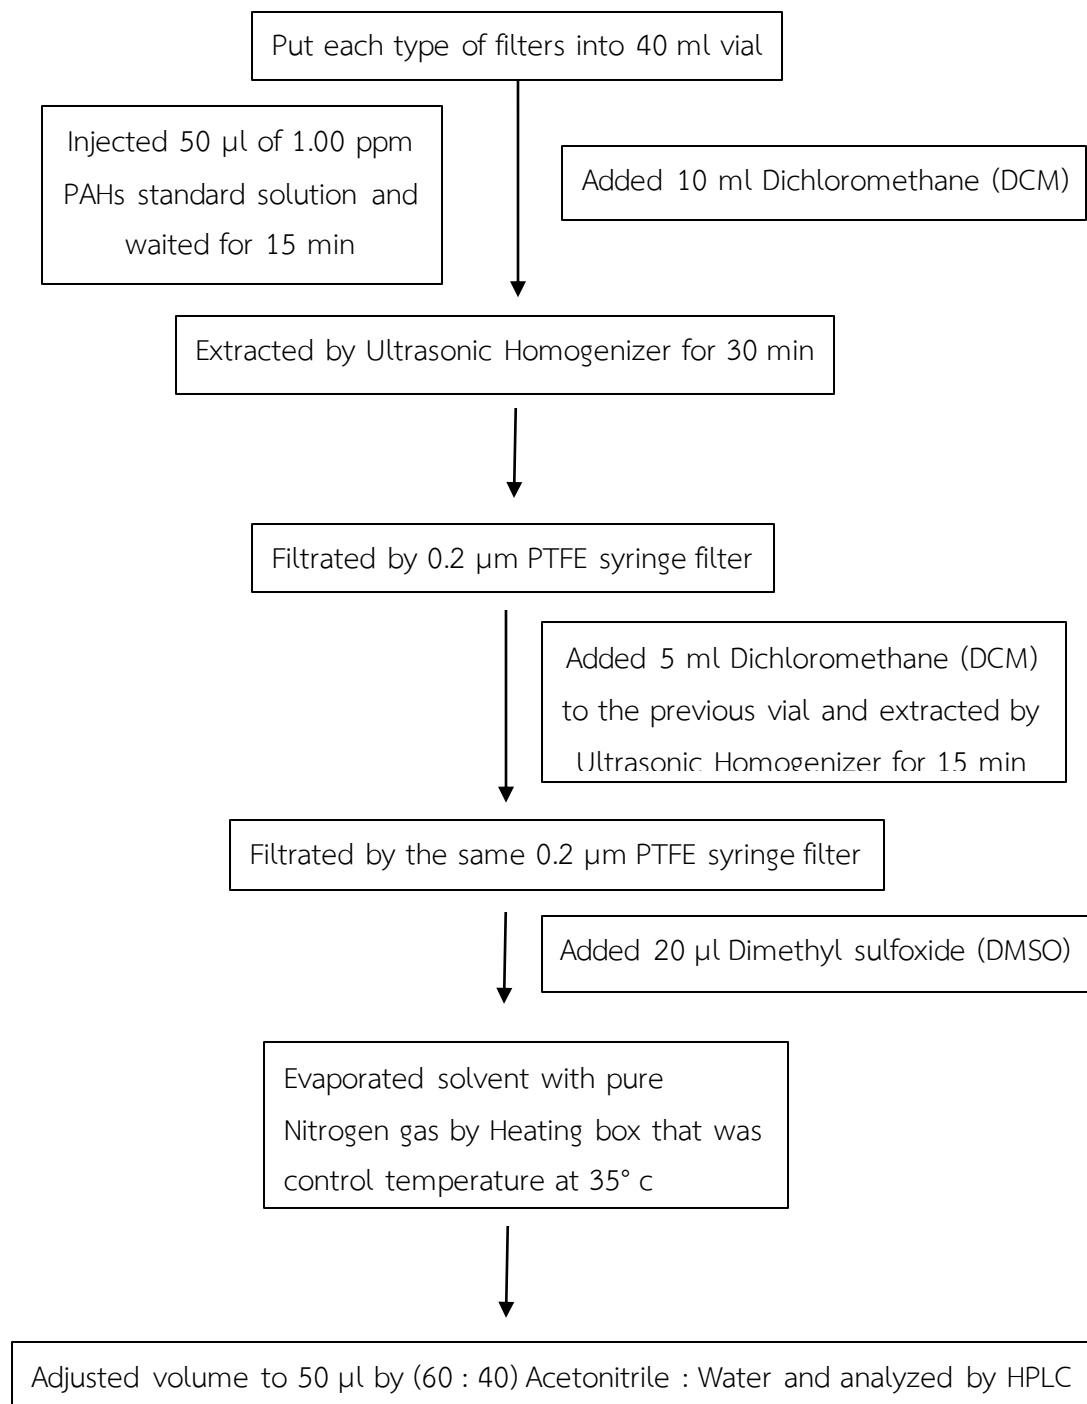 Put each type of filters into 40 ml vial
Injected 50 µl of 1.00 ppm
PAHs standard solution and
waited for 15 min
Added 10 ml Dichloromethane (DCM)
Extracted by Ultrasonic Homogenizer for 30 min
Filtrated by 0.2 µm PTFE syringe filter
Added 5 ml Dichloromethane (DCM)
to the previous vial and extracted by
Ultrasonic Homogenizer for 15 min
Filtrated by the same 0.2 µm PTFE syringe filter
Added 20 µl Dimethyl sulfoxide (DMSO)
Evaporated solvent with pure
Nitrogen gas by Heating box that was
control temperature at 35° c
Adjusted volume to 50 µl by (60 : 40) Acetonitrile : Water and analyzed by HPLC